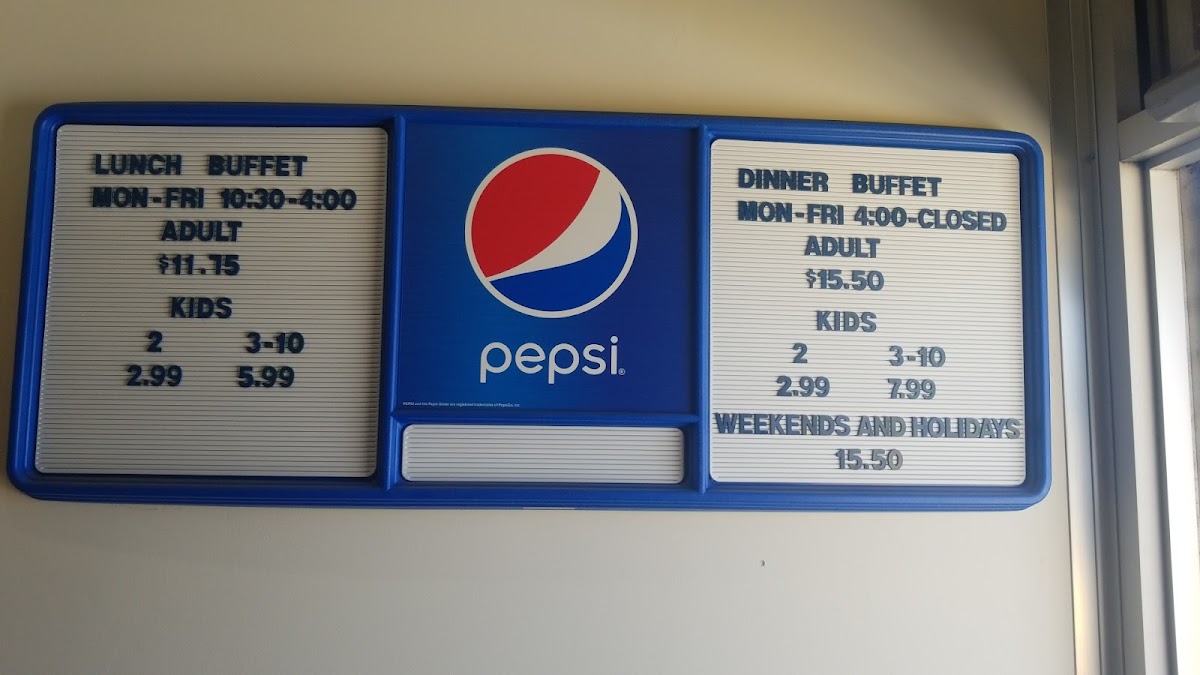 LUNCH BUFFET
MON-FRI 10:30-4:00
ADULT
$11.75
KIDS
2 3-10
2.99 5.99
pepsi®
DINNER BUFFET
MON-FRI 4:00-CLOSED
ADULT
$15.50
KIDS
2 3-10
2.99 7.99
WEEKENDS AND HOLIDAYS
15.50